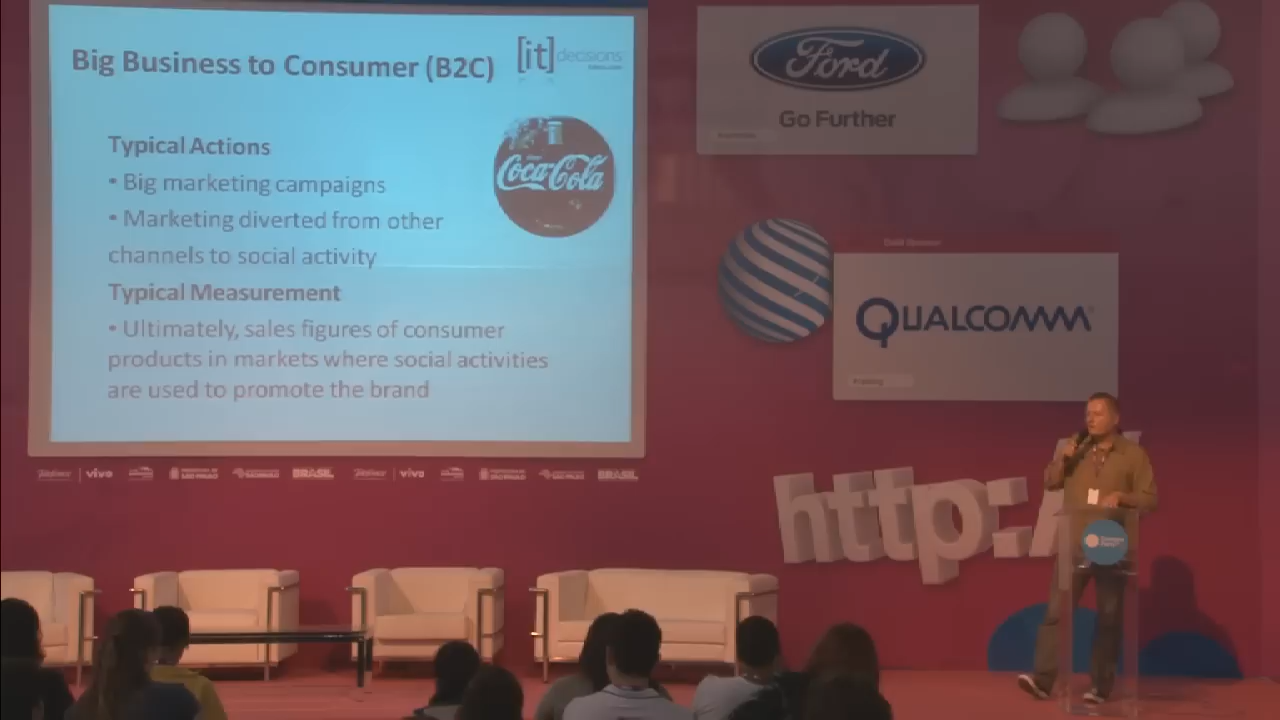 Big Business to Consumer (B2C)
[it] decisions
Typical Actions
• Big marketing campaigns
• Marketing diverted from other
channels to social activity
Coca-Cola
Typical Measurement
• Ultimately, sales figures of consumer
products in markets where social activities
are used to promote the brand
Ford
Go Further
QUALCOMM
vivo
BRASIL
vivo
BRASIL
http:/